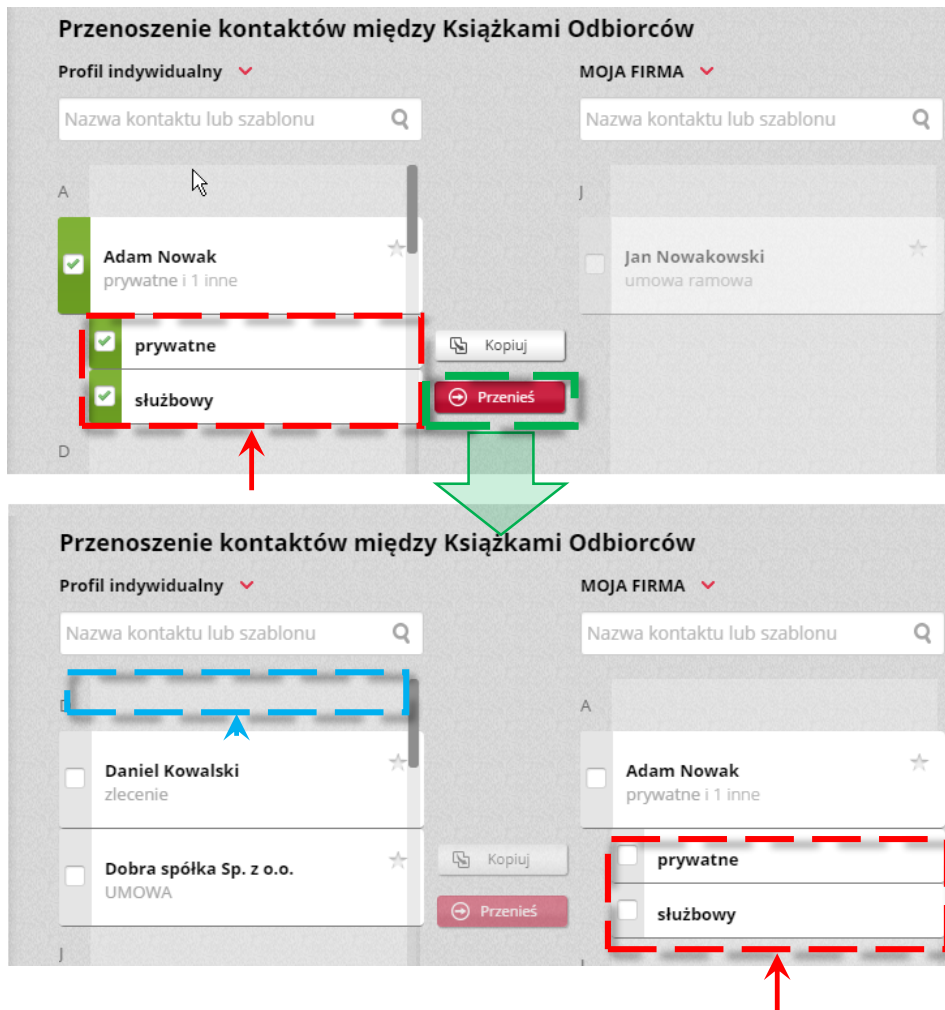 Przenoszenie kontaktów między Książkami Odbiorców
Profil indywidualny
MOJA FIRMA
Nazwa kontaktu lub szablonu
Nazwa kontaktu lub szablonu
A
J
Adam Nowak
prywatne i 1 inne
Jan Nowakowski
umowa ramowa
prywatne
Kopiuj
służbowy
Przenieś
D
Przenoszenie kontaktów między Książkami Odbiorców
Profil indywidualny
MOJA FIRMA
Nazwa kontaktu lub szablonu
Nazwa kontaktu lub szablonu
D
A
Daniel Kowalski
zlecenie
Adam Nowak
prywatne i 1 inne
Dobra spółka Sp. z o.o.
UMOWA
Kopiuj
prywatne
Przenieś
służbowy
J